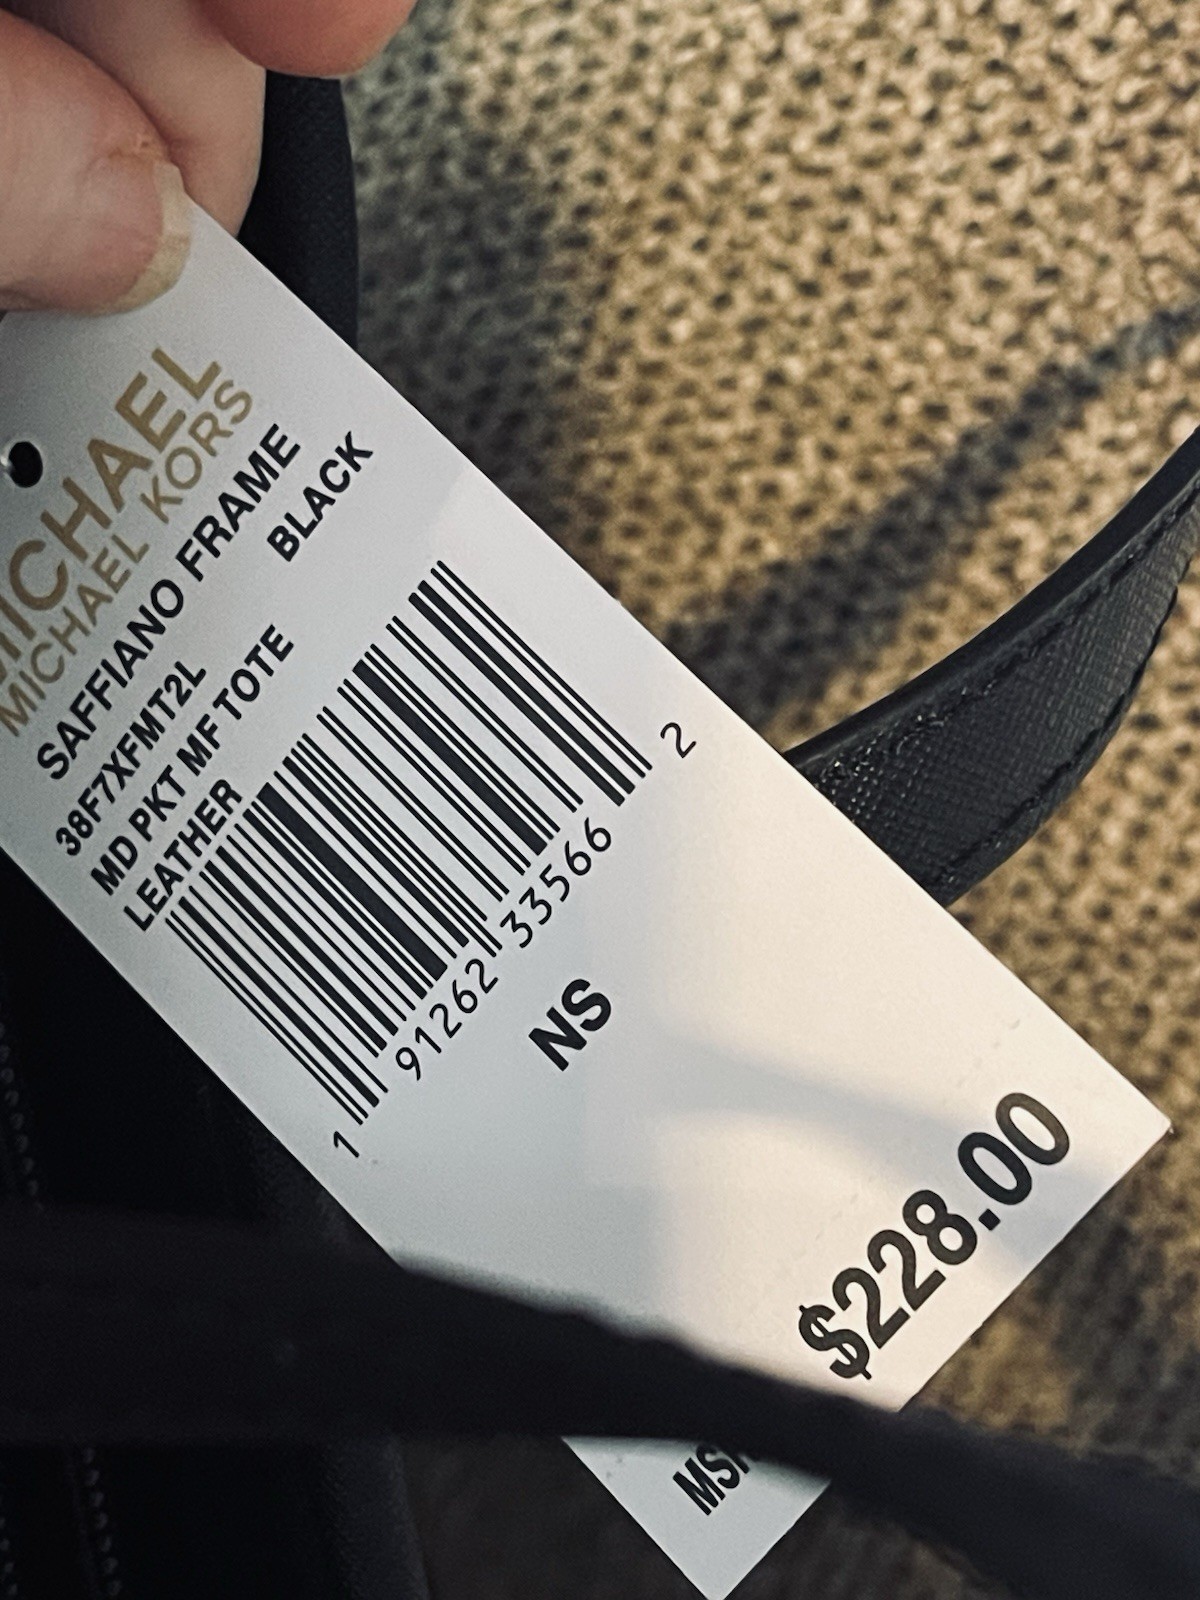 MICHAEL
MICHAEL KORS
SAFFIANO FRAME
BLACK
38F7XFMT2L
MD PKT MF TOTE
LEATHER
1 91262 33566 2
NS
$228.00